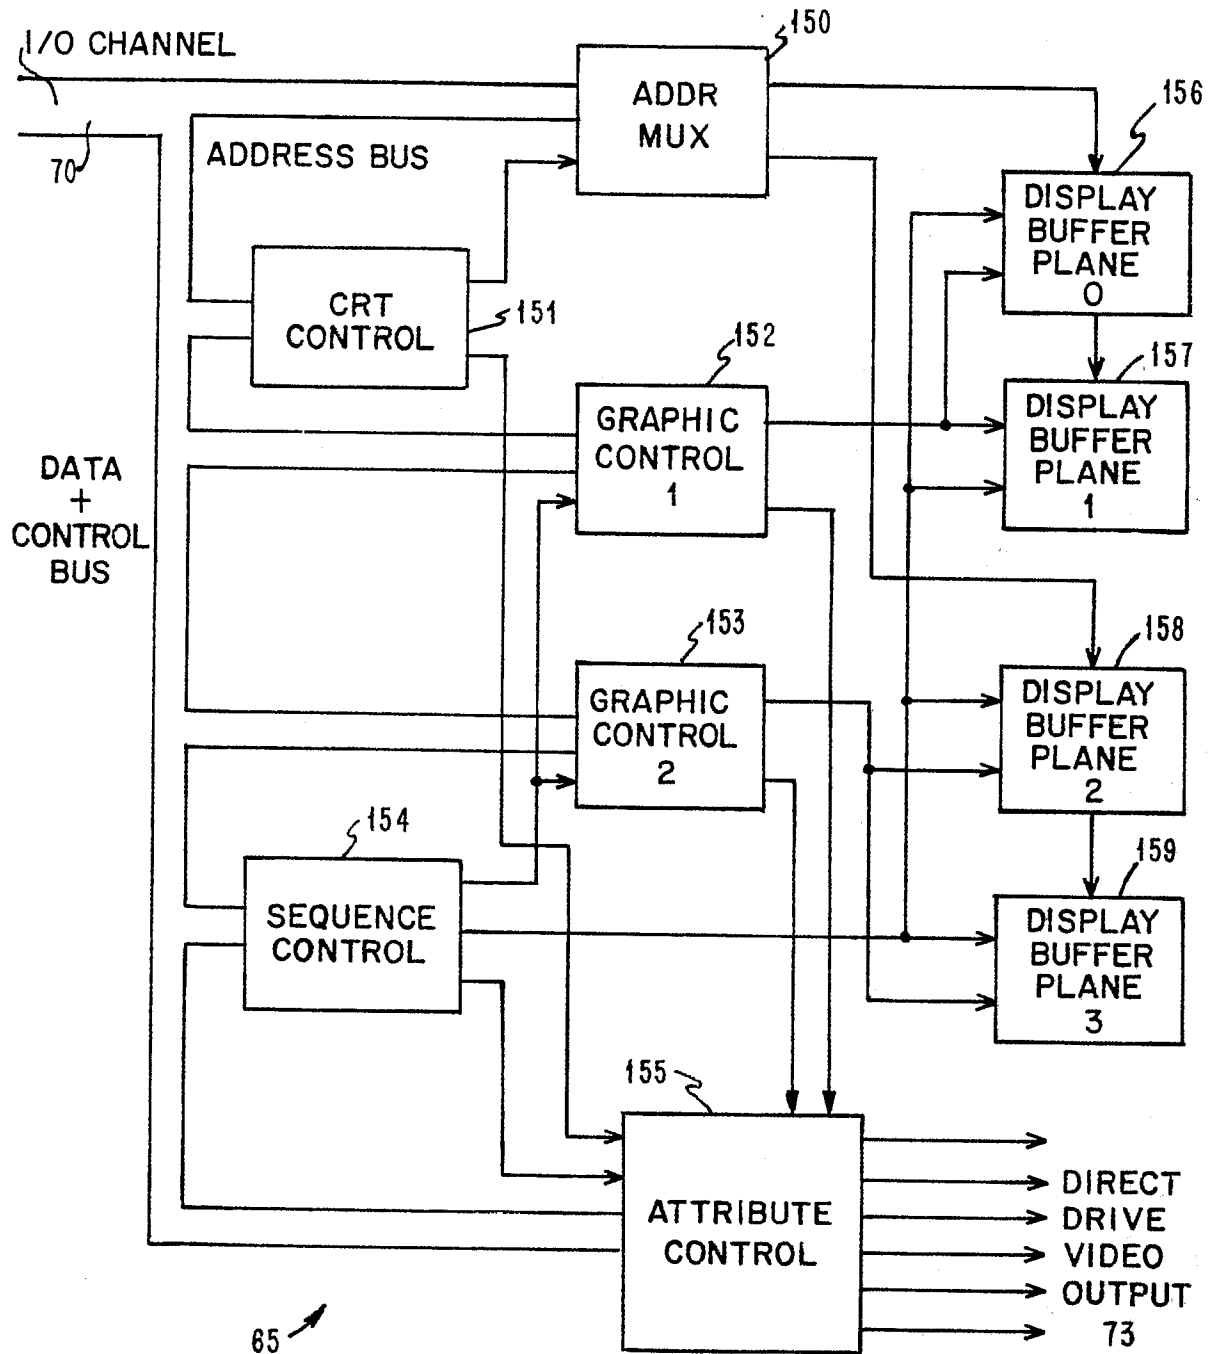 I/O CHANNEL
70
ADDRESS BUS
150
ADDR
MUX
156
DISPLAY
BUFFER
PLANE
0
CRT
CONTROL
151
152
GRAPHIC
CONTROL
1
157
DISPLAY
BUFFER
PLANE
1
DATA
+
CONTROL
BUS
153
GRAPHIC
CONTROL
2
158
DISPLAY
BUFFER
PLANE
2
154
SEQUENCE
CONTROL
159
DISPLAY
BUFFER
PLANE
3
155
ATTRIBUTE
CONTROL
DIRECT
DRIVE
VIDEO
OUTPUT
73
65